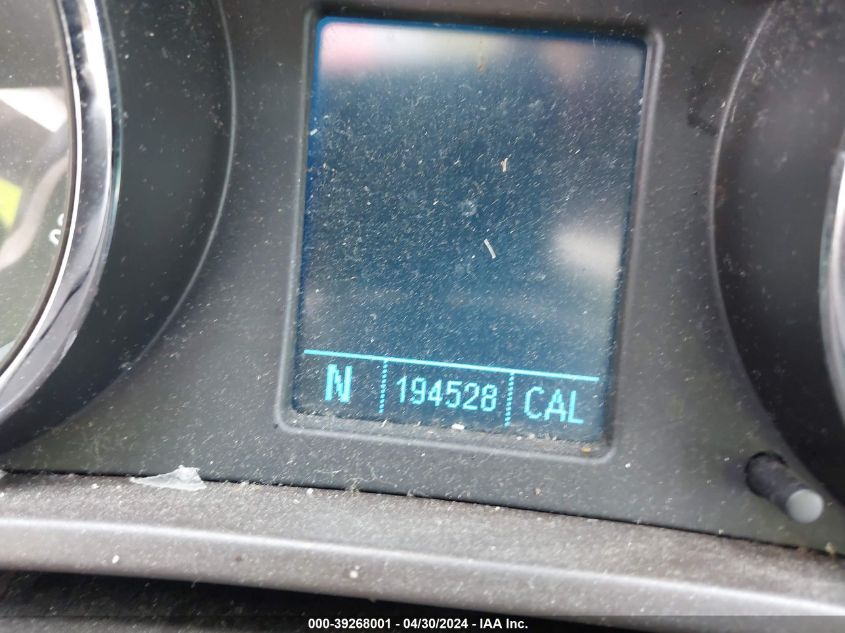 N 194528 CAL
000-39268001 / 04/30/2024 - IAA Inc.